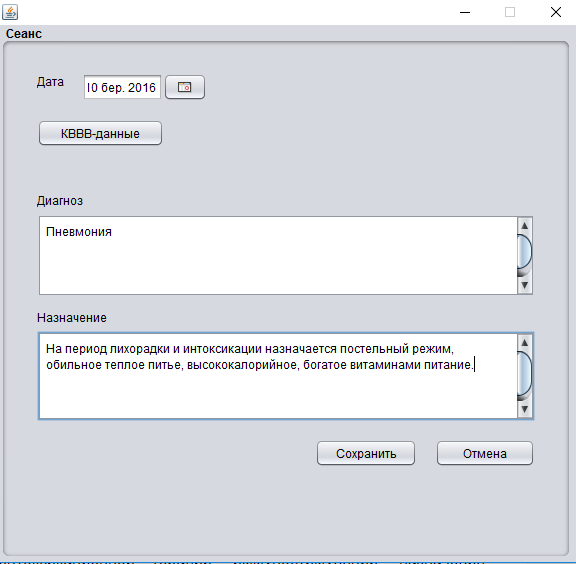 Сеанс
Дата
10 бер. 2016
КВВВ-данные
Диагноз
Пневмония
Назначение
На период лихорадки и интоксикации назначается постельный режим,
обильное теплое питье, высококалорийное, богатое витаминами питание.
Сохранить Отмена